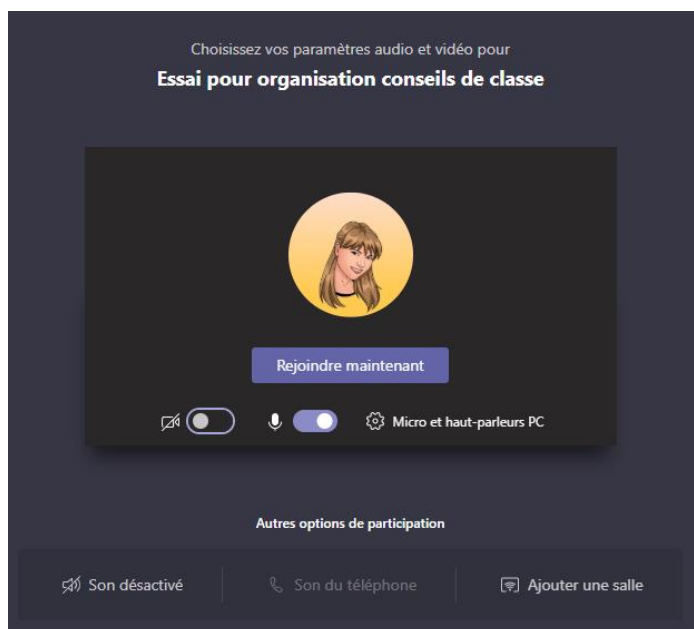 Choisissez vos paramètres audio et vidéo pour
Essai pour organisation conseils de classe
Rejoindre maintenant
Micro et haut-parleurs PC
Autres options de participation
Son désactivé
Son du téléphone
Ajouter une salle